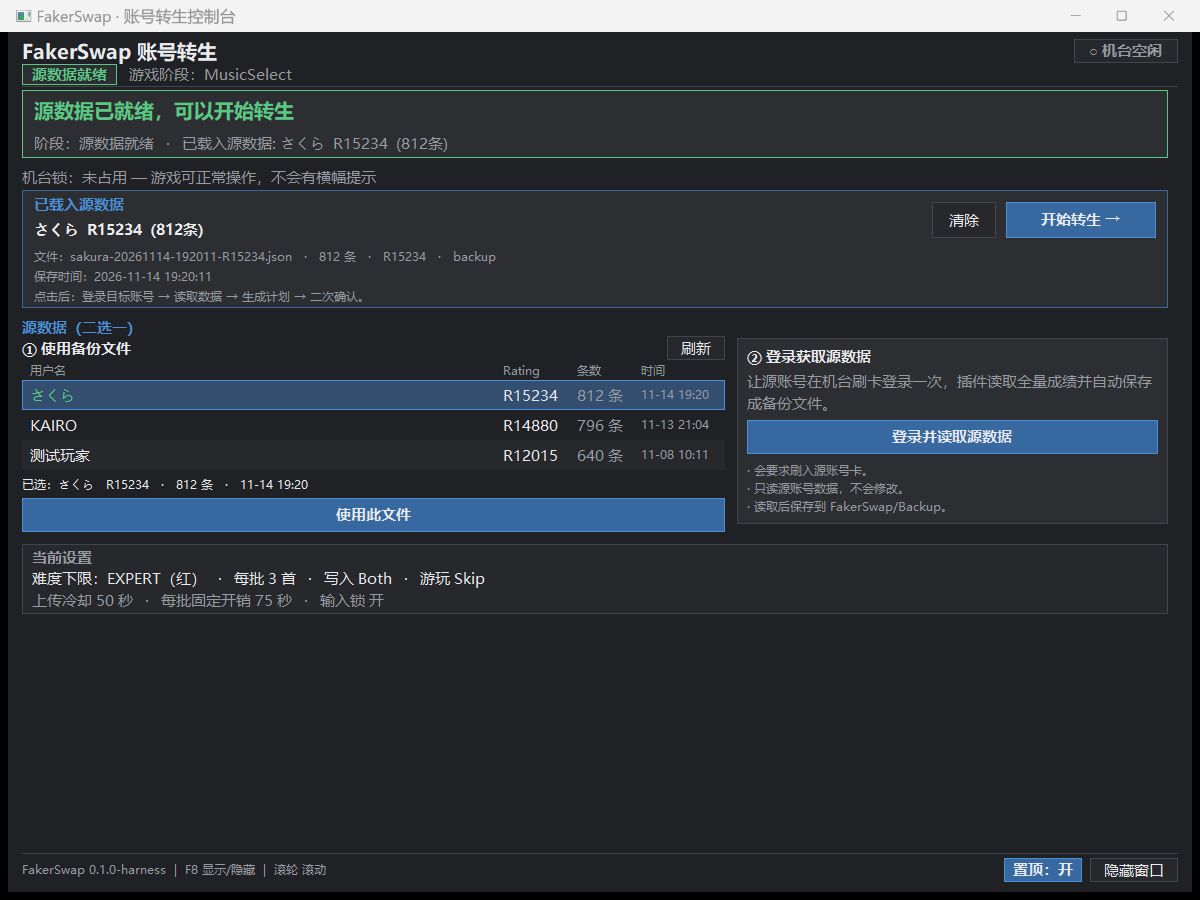 FakerSwap · 账号转生控制台
FakerSwap 账号转生
○ 机台空闲
源数据就绪 游戏阶段：MusicSelect
源数据已就绪，可以开始转生
阶段：源数据就绪 · 已载入源数据: さくら R15234（812条）
机台锁：未占用 — 游戏可正常操作，不会有横幅提示
已载入源数据
さくら R15234（812条）
清除
开始转生 →
文件：sakura-20261114-192011-R15234.json · 812 条 · R15234 · backup
保存时间：2026-11-14 19:20:11
点击后：登录目标账号 → 读取数据 → 生成计划 → 二次确认。
源数据（二选一）
① 使用备份文件
刷新
用户名 Rating 条数 时间
さくら R15234 812 条 11-14 19:20
KAIRO R14880 796 条 11-13 21:04
测试玩家 R12015 640 条 11-08 10:11
已选：さくら R15234 · 812 条 · 11-14 19:20
使用此文件
② 登录获取源数据
让源账号在机台刷卡登录一次，插件读取全量成绩并自动保存
成备份文件。
登录并读取源数据
· 会要求刷入源账号卡。
· 只读源账号数据，不会修改。
· 读取后保存到 FakerSwap/Backup。
当前设置
难度下限：EXPERT（红） · 每批 3 首 · 写入 Both · 游玩 Skip
上传冷却 50 秒 · 每批固定开销 75 秒 · 输入锁 开
FakerSwap 0.1.0-harness | F8 显示/隐藏 | 滚轮 滚动
置顶：开
隐藏窗口